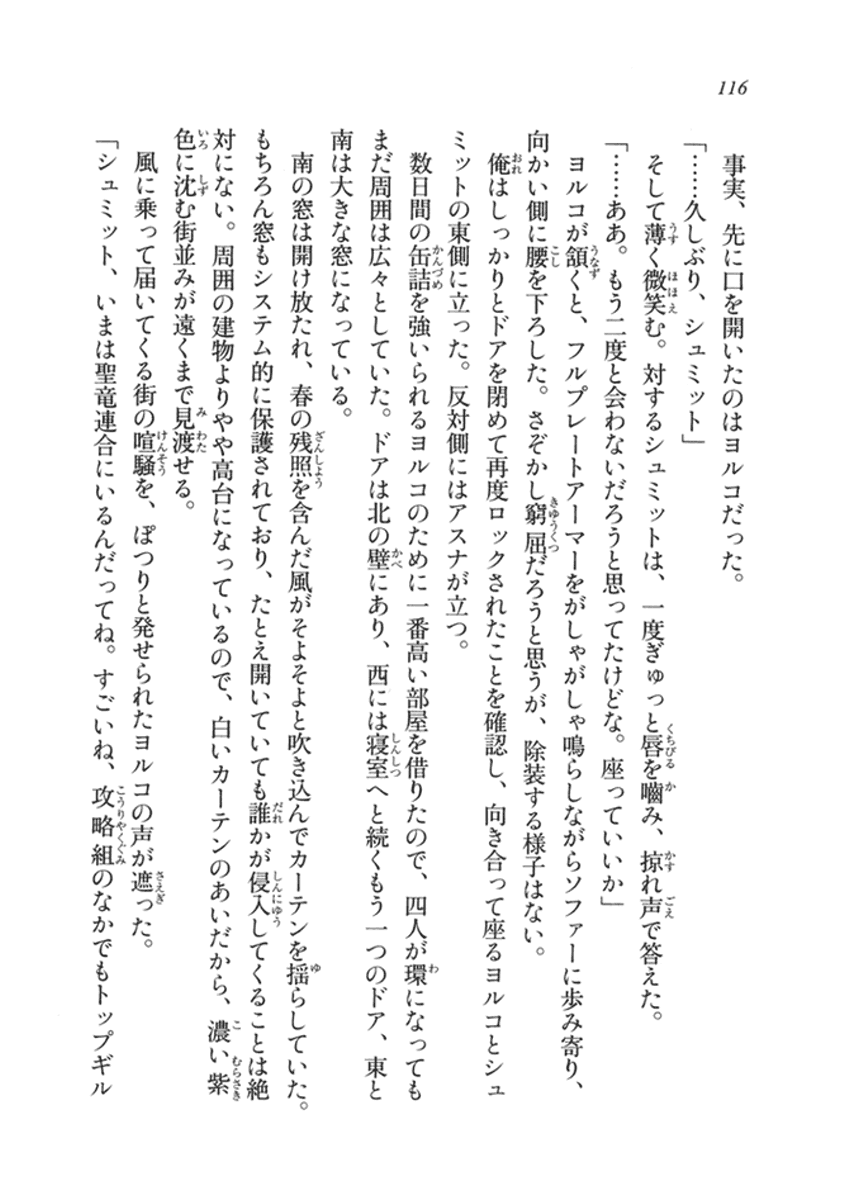 116
事実、先に口を開いたのはヨルコだった。
「……久しぶり、シュミット」
そして薄く微笑む。対するシュミットは、一度ぎゅっと唇を嚙み、掠れ声で答えた。
「……ああ。もう二度と会わないだろうと思ってたけどな。座っていいか」
ヨルコが頷くと、フルプレートアーマーをがしゃがしゃ鳴らしながらソファーに歩み寄り、
向かい側に腰を下ろした。さぞかし窮屈だろうと思うが、除装する様子はない。
俺はしっかりとドアを閉めて再度ロックされたことを確認し、向き合って座るヨルコとシュ
ミットの東側に立った。反対側にはアスナが立つ。
数日間の缶詰を強いられるヨルコのために一番高い部屋を借りたので、四人が環になっても
まだ周囲は広々としていた。ドアは北の壁にあり、西には寝室へと続くもう一つのドア、東と
南は大きな窓になっている。
南の窓は開け放たれ、春の残照を含んだ風がそよそよと吹き込んでカーテンを揺らしていた。
もちろん窓もシステム的に保護されており、たとえ開いていても誰かが侵入してくることは絶
対にない。周囲の建物よりやや高台になっているので、白いカーテンのあいだから、濃い紫
色に沈む街並みが遠くまで見渡せる。
風に乗って届いてくる街の喧騒を、ぽつりと発せられたヨルコの声が遮った。
「シュミット、いまは聖竜連合にいるんだってね。すごいね、攻略組のなかでもトップギル